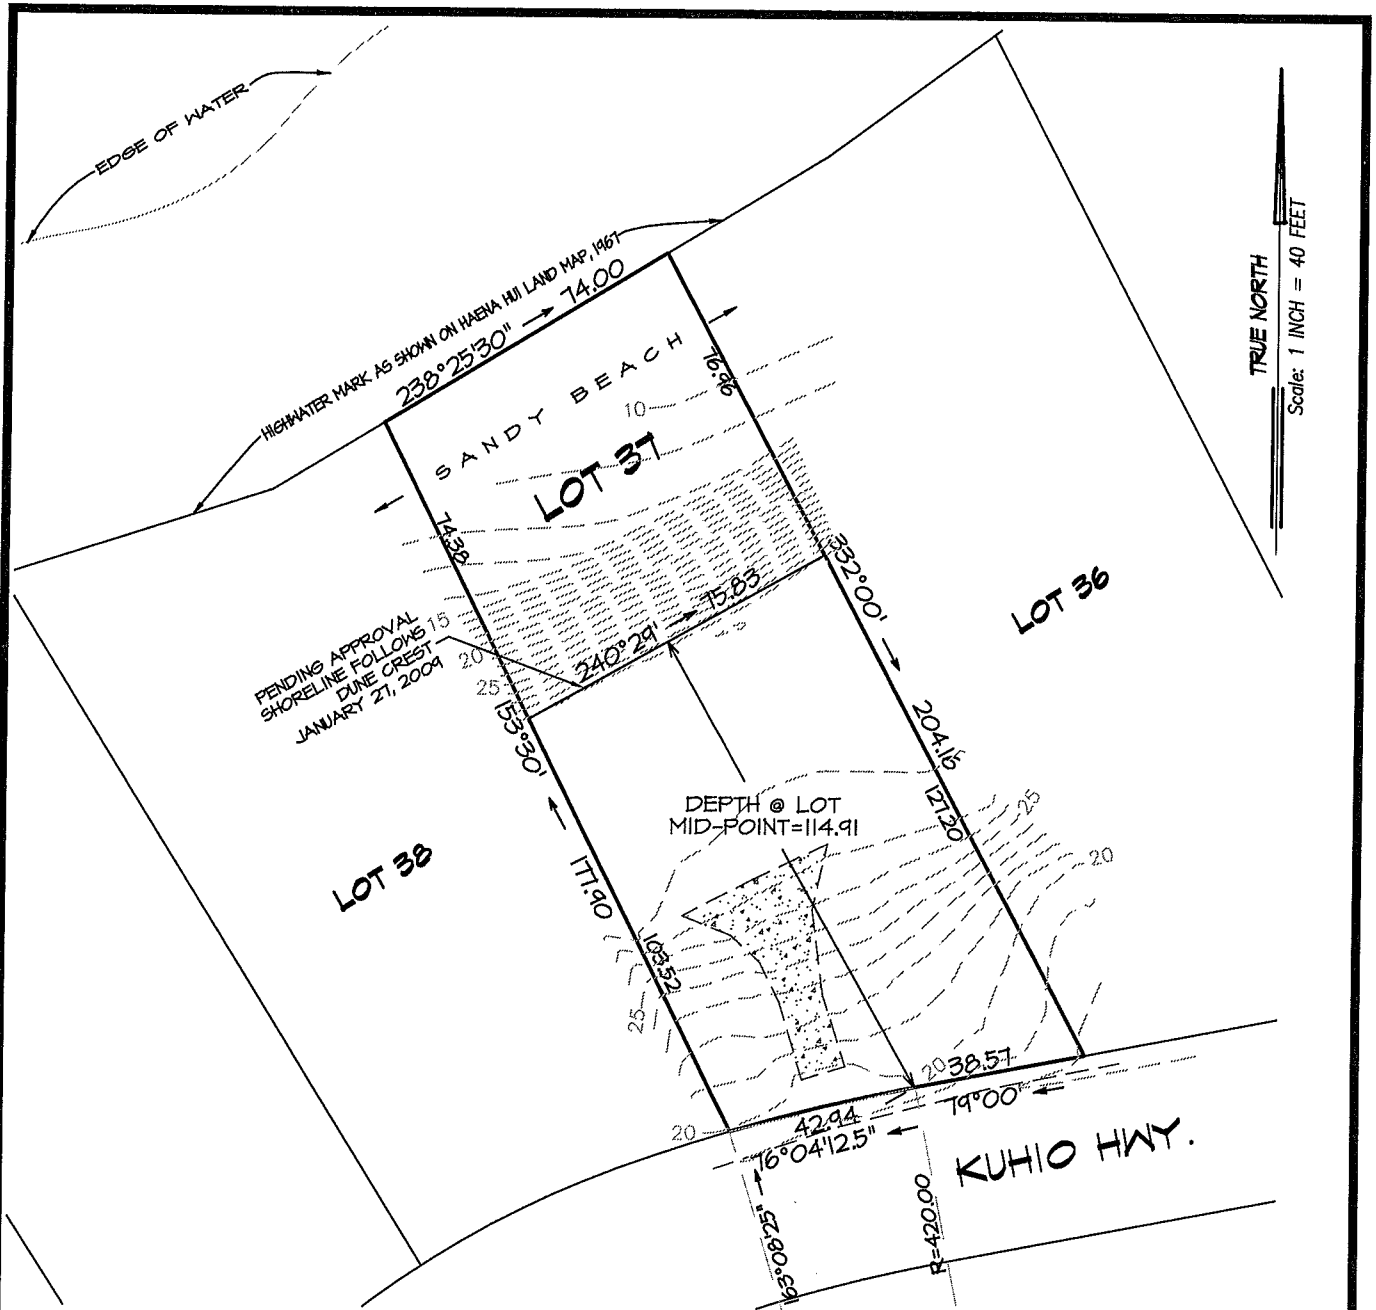 EDGE OF WATER
HIGHWATER MARK AS SHOWN ON HAENA HUI LAND MAP, 1967
238°25'30" 74.00
SANDY BEACH
TRUE NORTH
Scale: 1 INCH = 40 FEET
76.96
10
LOT 37
74.38
332°00'
LOT 36
75.83
240°29'
PENDING APPROVAL
SHORELINE FOLLOWS
DUNE CREST
JANUARY 27, 2009
15
20
25
153°30'
204.16
127.20
DEPTH @ LOT
MID-POINT=114.91
25
20
LOT 38
177.90
103.52
25
20
38.57
79°00'
20
42.94
76°04'12.5"
KUHIO HWY.
163°08'25"
R=420.00